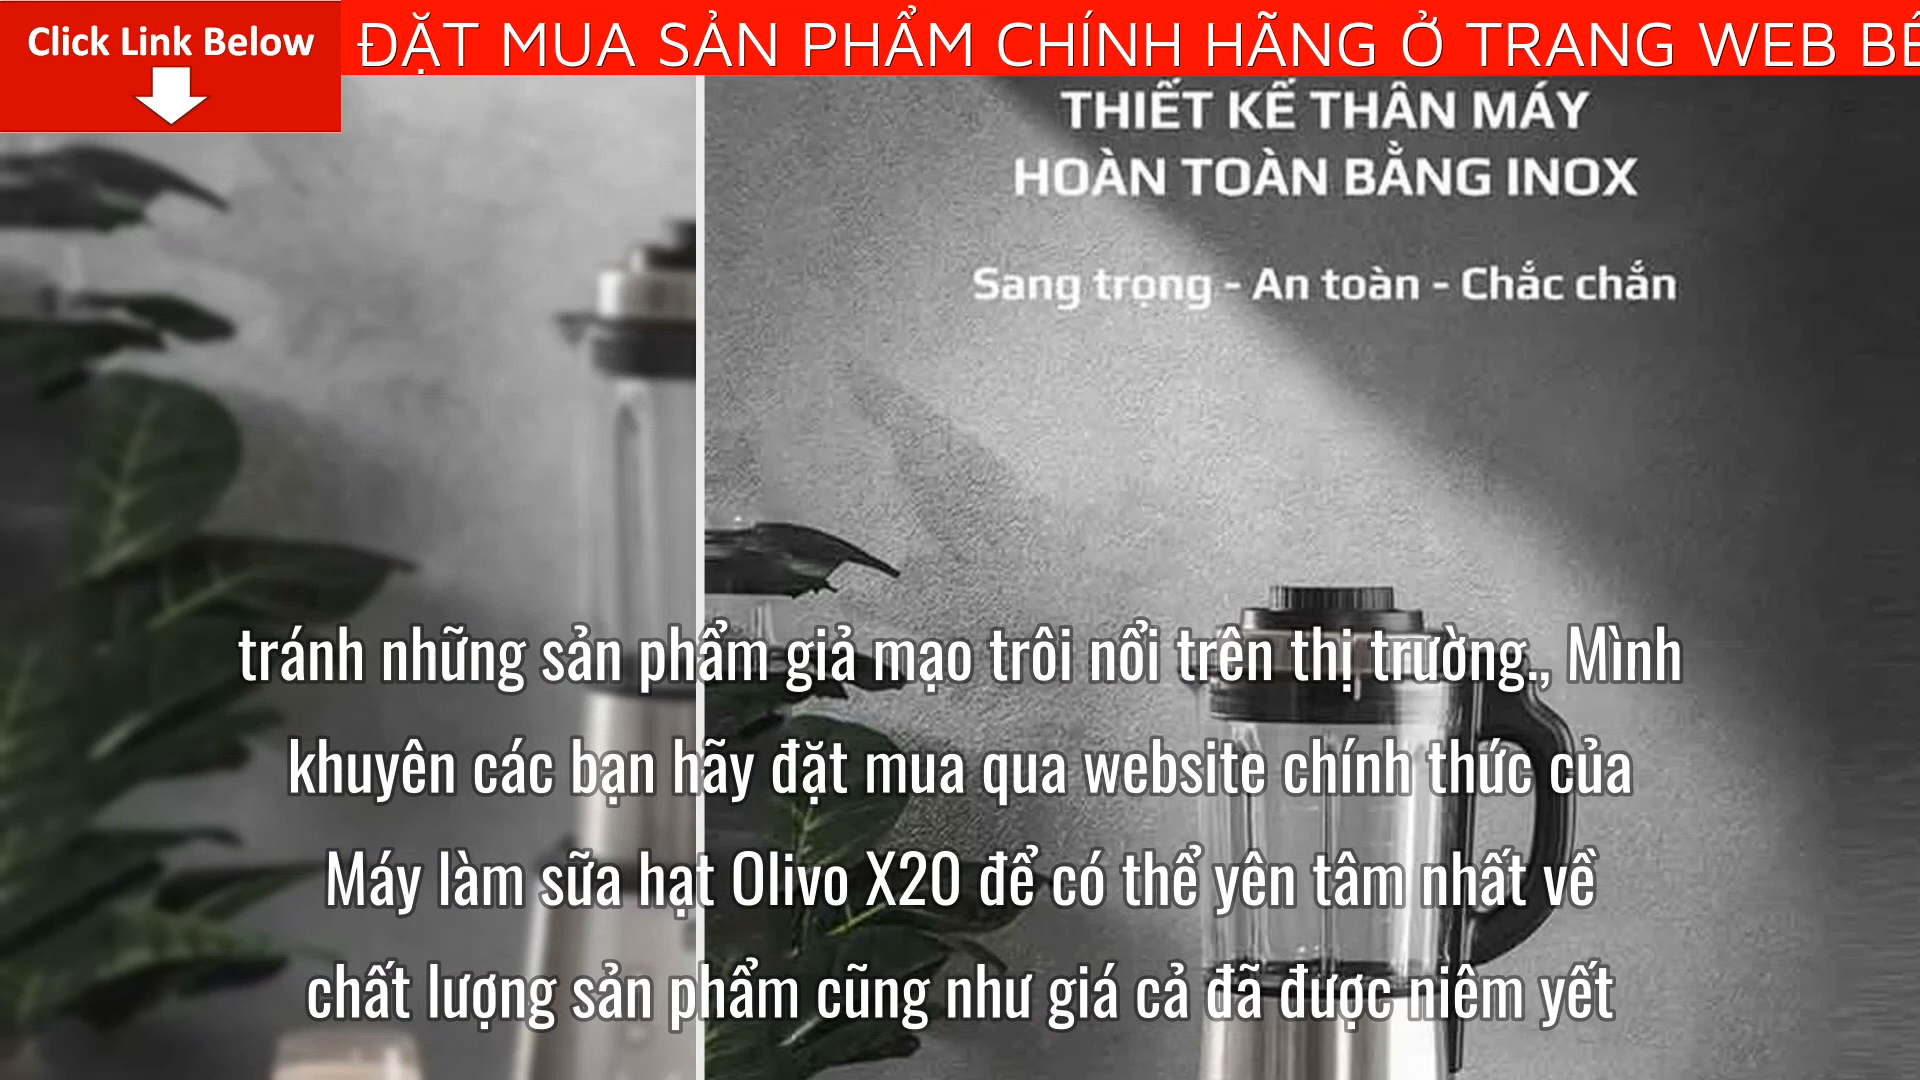 Click Link Below
ĐẶT MUA SẢN PHẨM CHÍNH HÃNG Ở TRANG WEB
THIẾT KẾ THÂN MÁY
HOÀN TOÀN BẰNG INOX
Sang trọng - An toàn - Chắc chắn
tránh những sản phẩm giả mạo trôi nổi trên thị trường., Mình
khuyên các bạn hãy đặt mua qua website chính thức của
Máy làm sữa hạt Olivo X20 để có thể yên tâm nhất về
chất lượng sản phẩm cũng như giá cả đã được niêm yết